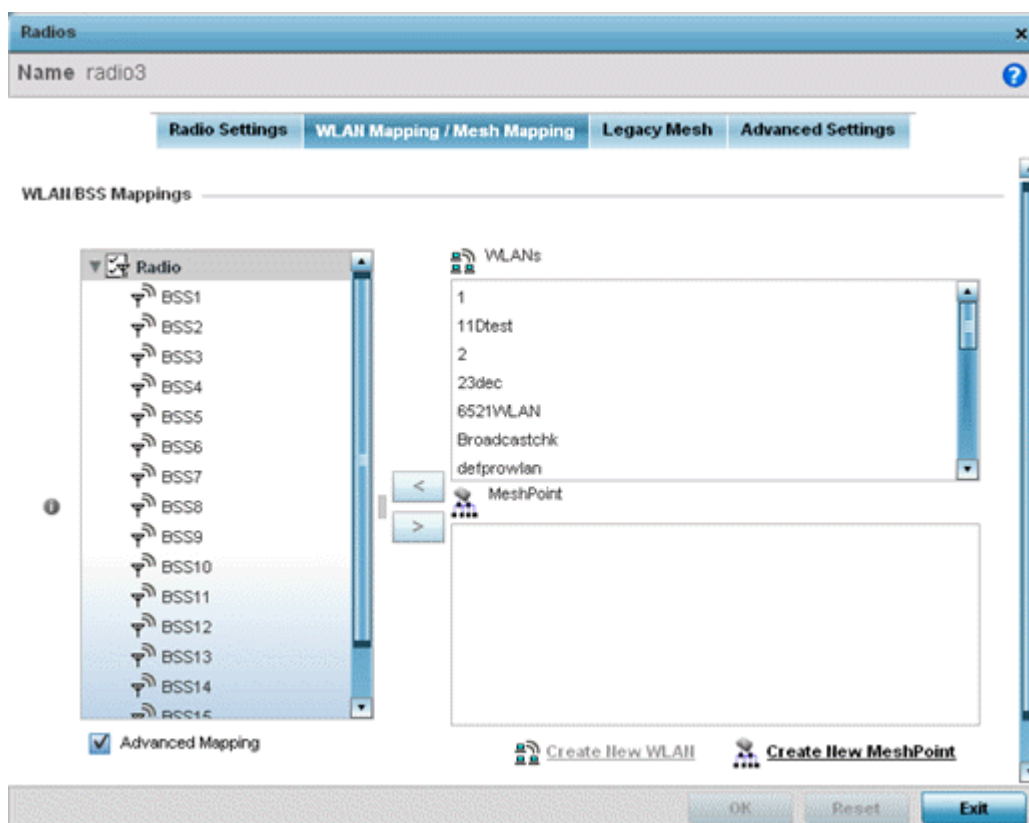 Radios
Name radio3
Radio Settings
WLAN Mapping / Mesh Mapping
Legacy Mesh
Advanced Settings
WLAN/BSS Mappings
Radio
BSS1
BSS2
BSS3
BSS4
BSS5
BSS6
BSS7
BSS8
BSS9
BSS10
BSS11
BSS12
BSS13
BSS14
BSS15
Advanced Mapping
<
>
WLANs
1
11Dtest
2
23dec
6521WLAN
Broadcastchk
defprowlan
MeshPoint
Create New WLAN
Create New MeshPoint
OK
Reset
Exit